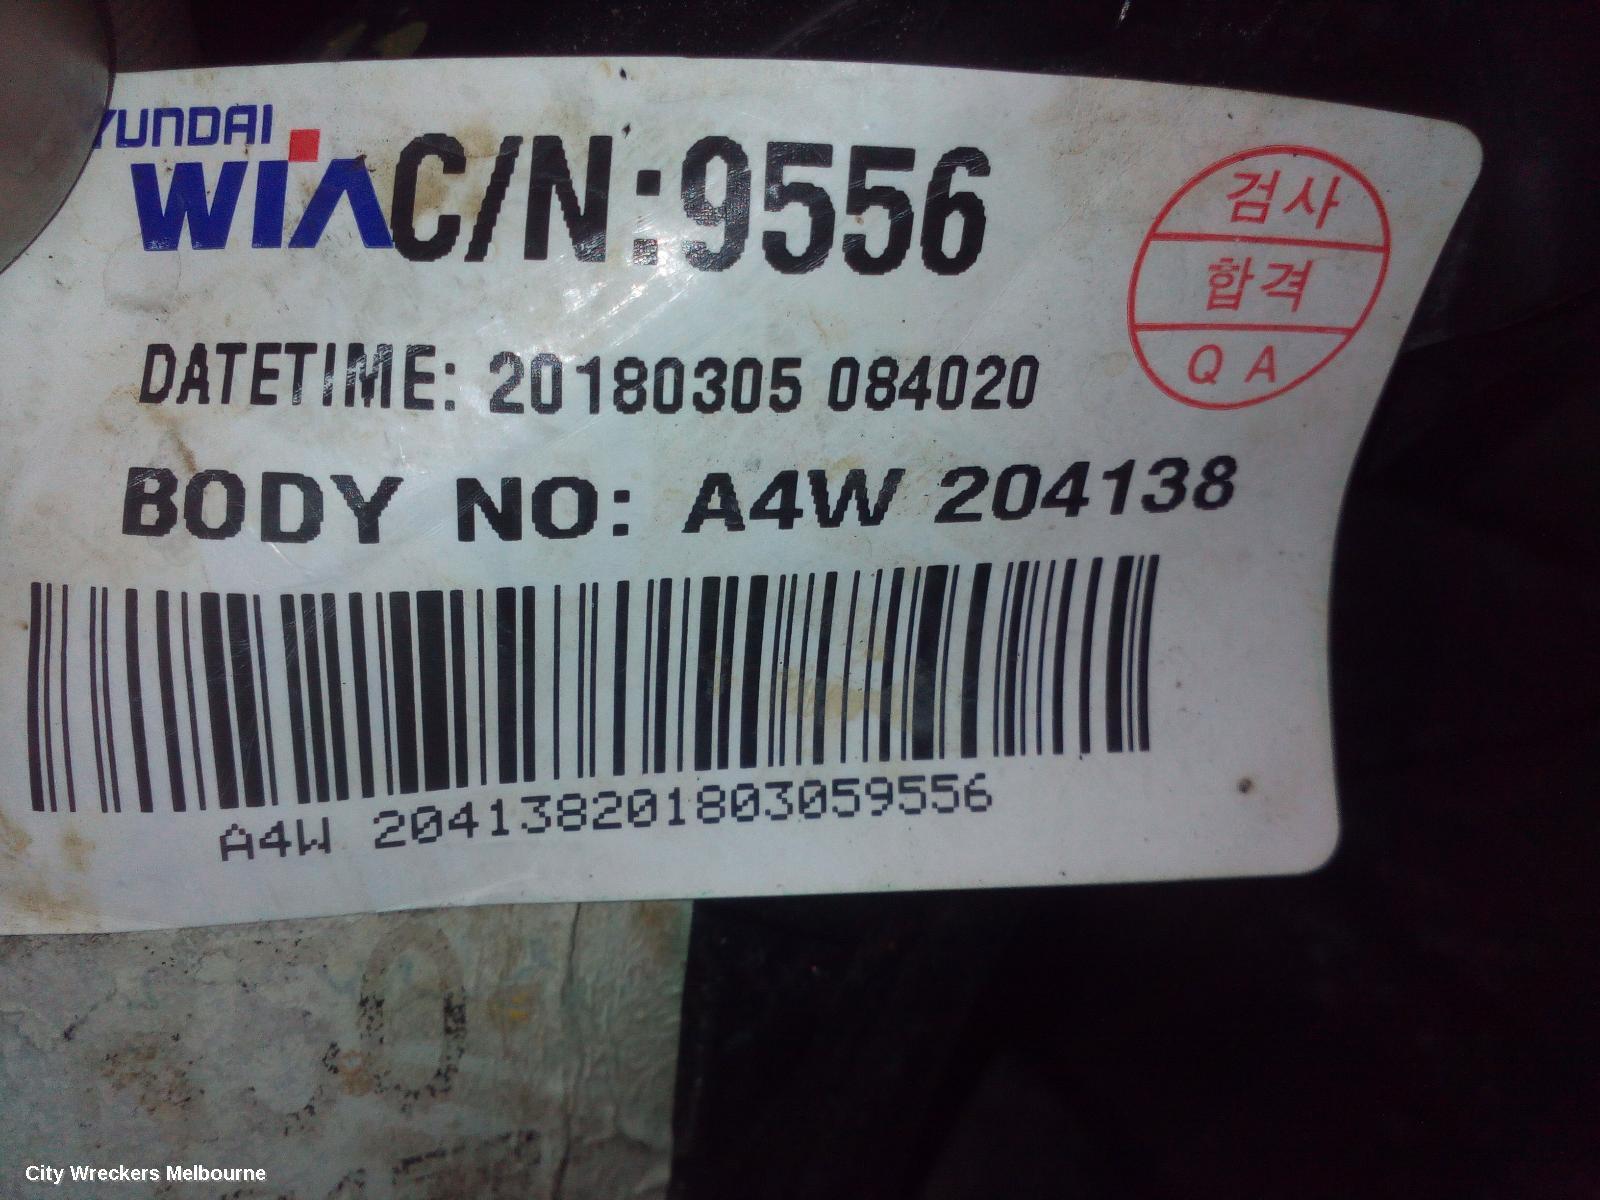 YUNDAI
WIA C/N:9556
검사
합격
QA
DATETIME: 20180305 084020
BODY NO: A4W 204138
A4W 204138201803059556
City Wreckers Melbourne